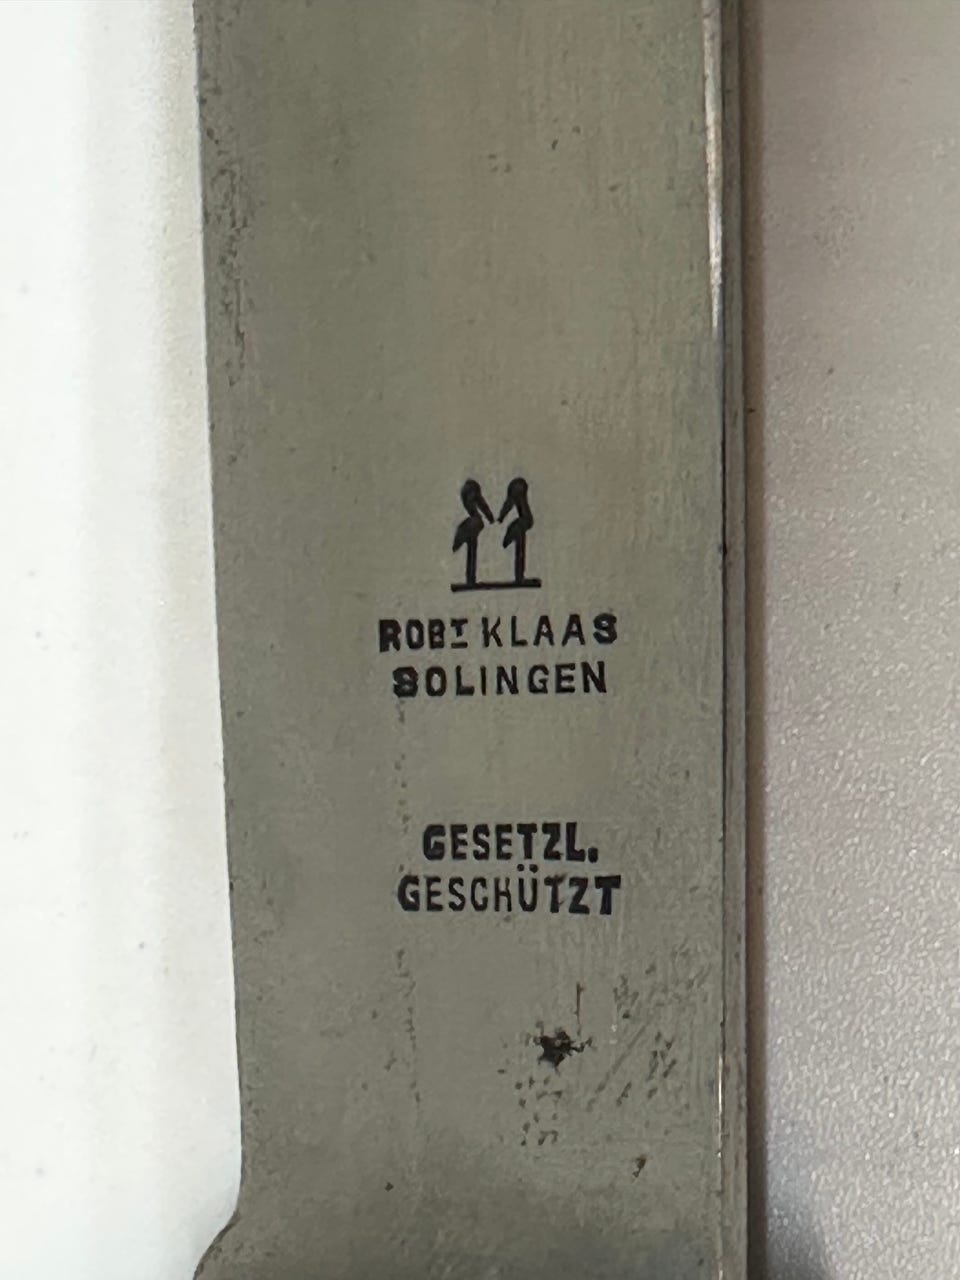 ROBT KLAAS
SOLINGEN
GESETZL.
GESCHÜTZT